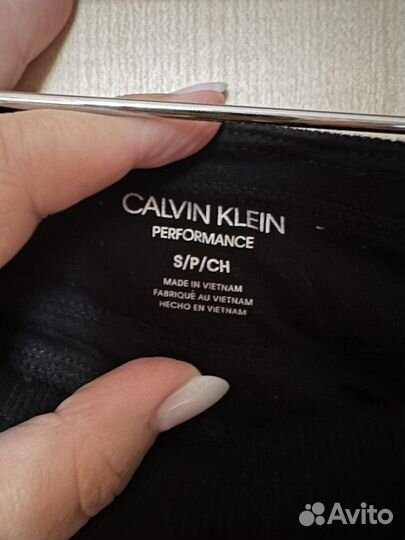 CALVIN KLEIN
PERFORMANCE
S/P/CH
MADE IN VIETNAM
FABRIQUÉ AU VIETNAM
HECHO EN VIETNAM
Avito